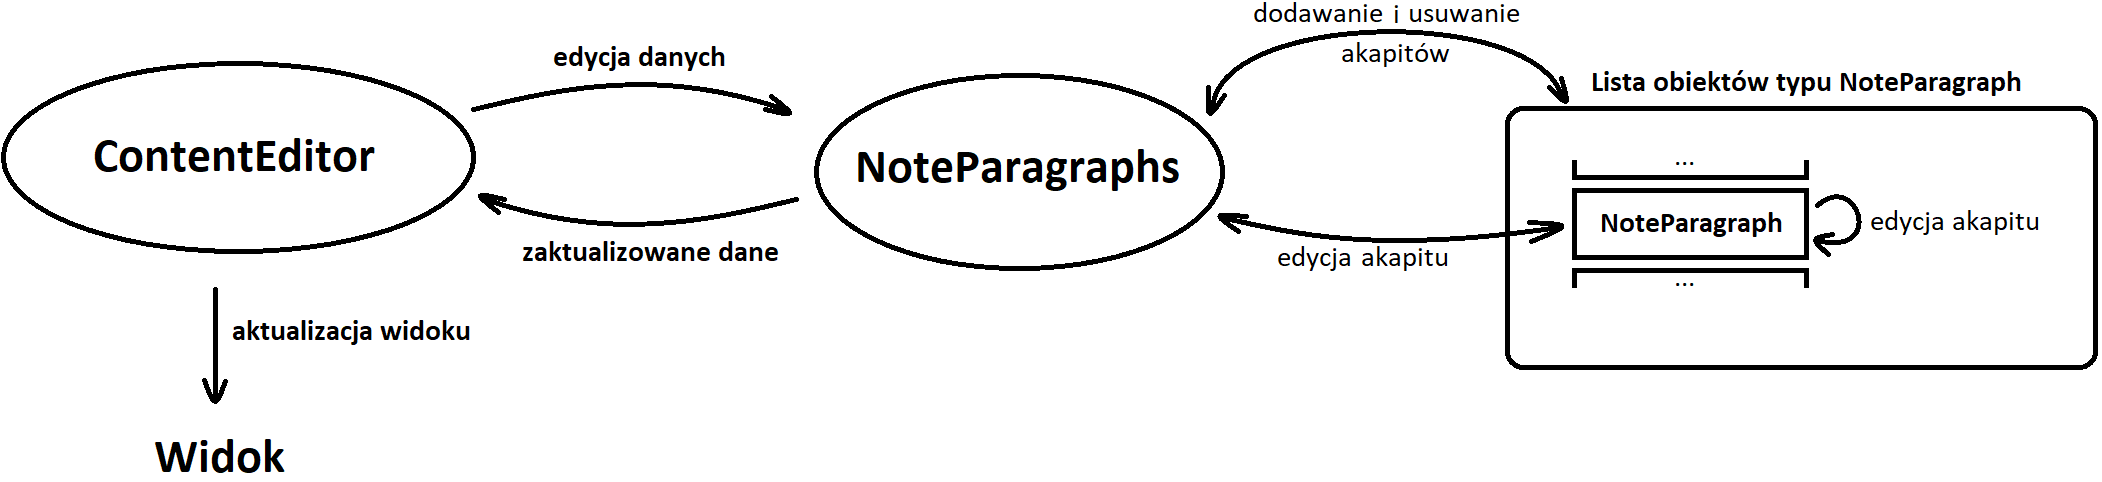 dodawanie i usuwanie
akapitów
edycja danych
Lista obiektów typu NoteParagraph
ContentEditor
NoteParagraphs
...
NoteParagraph
edycja akapitu
...
zaktualizowane dane
edycja akapitu
aktualizacja widoku
Widok